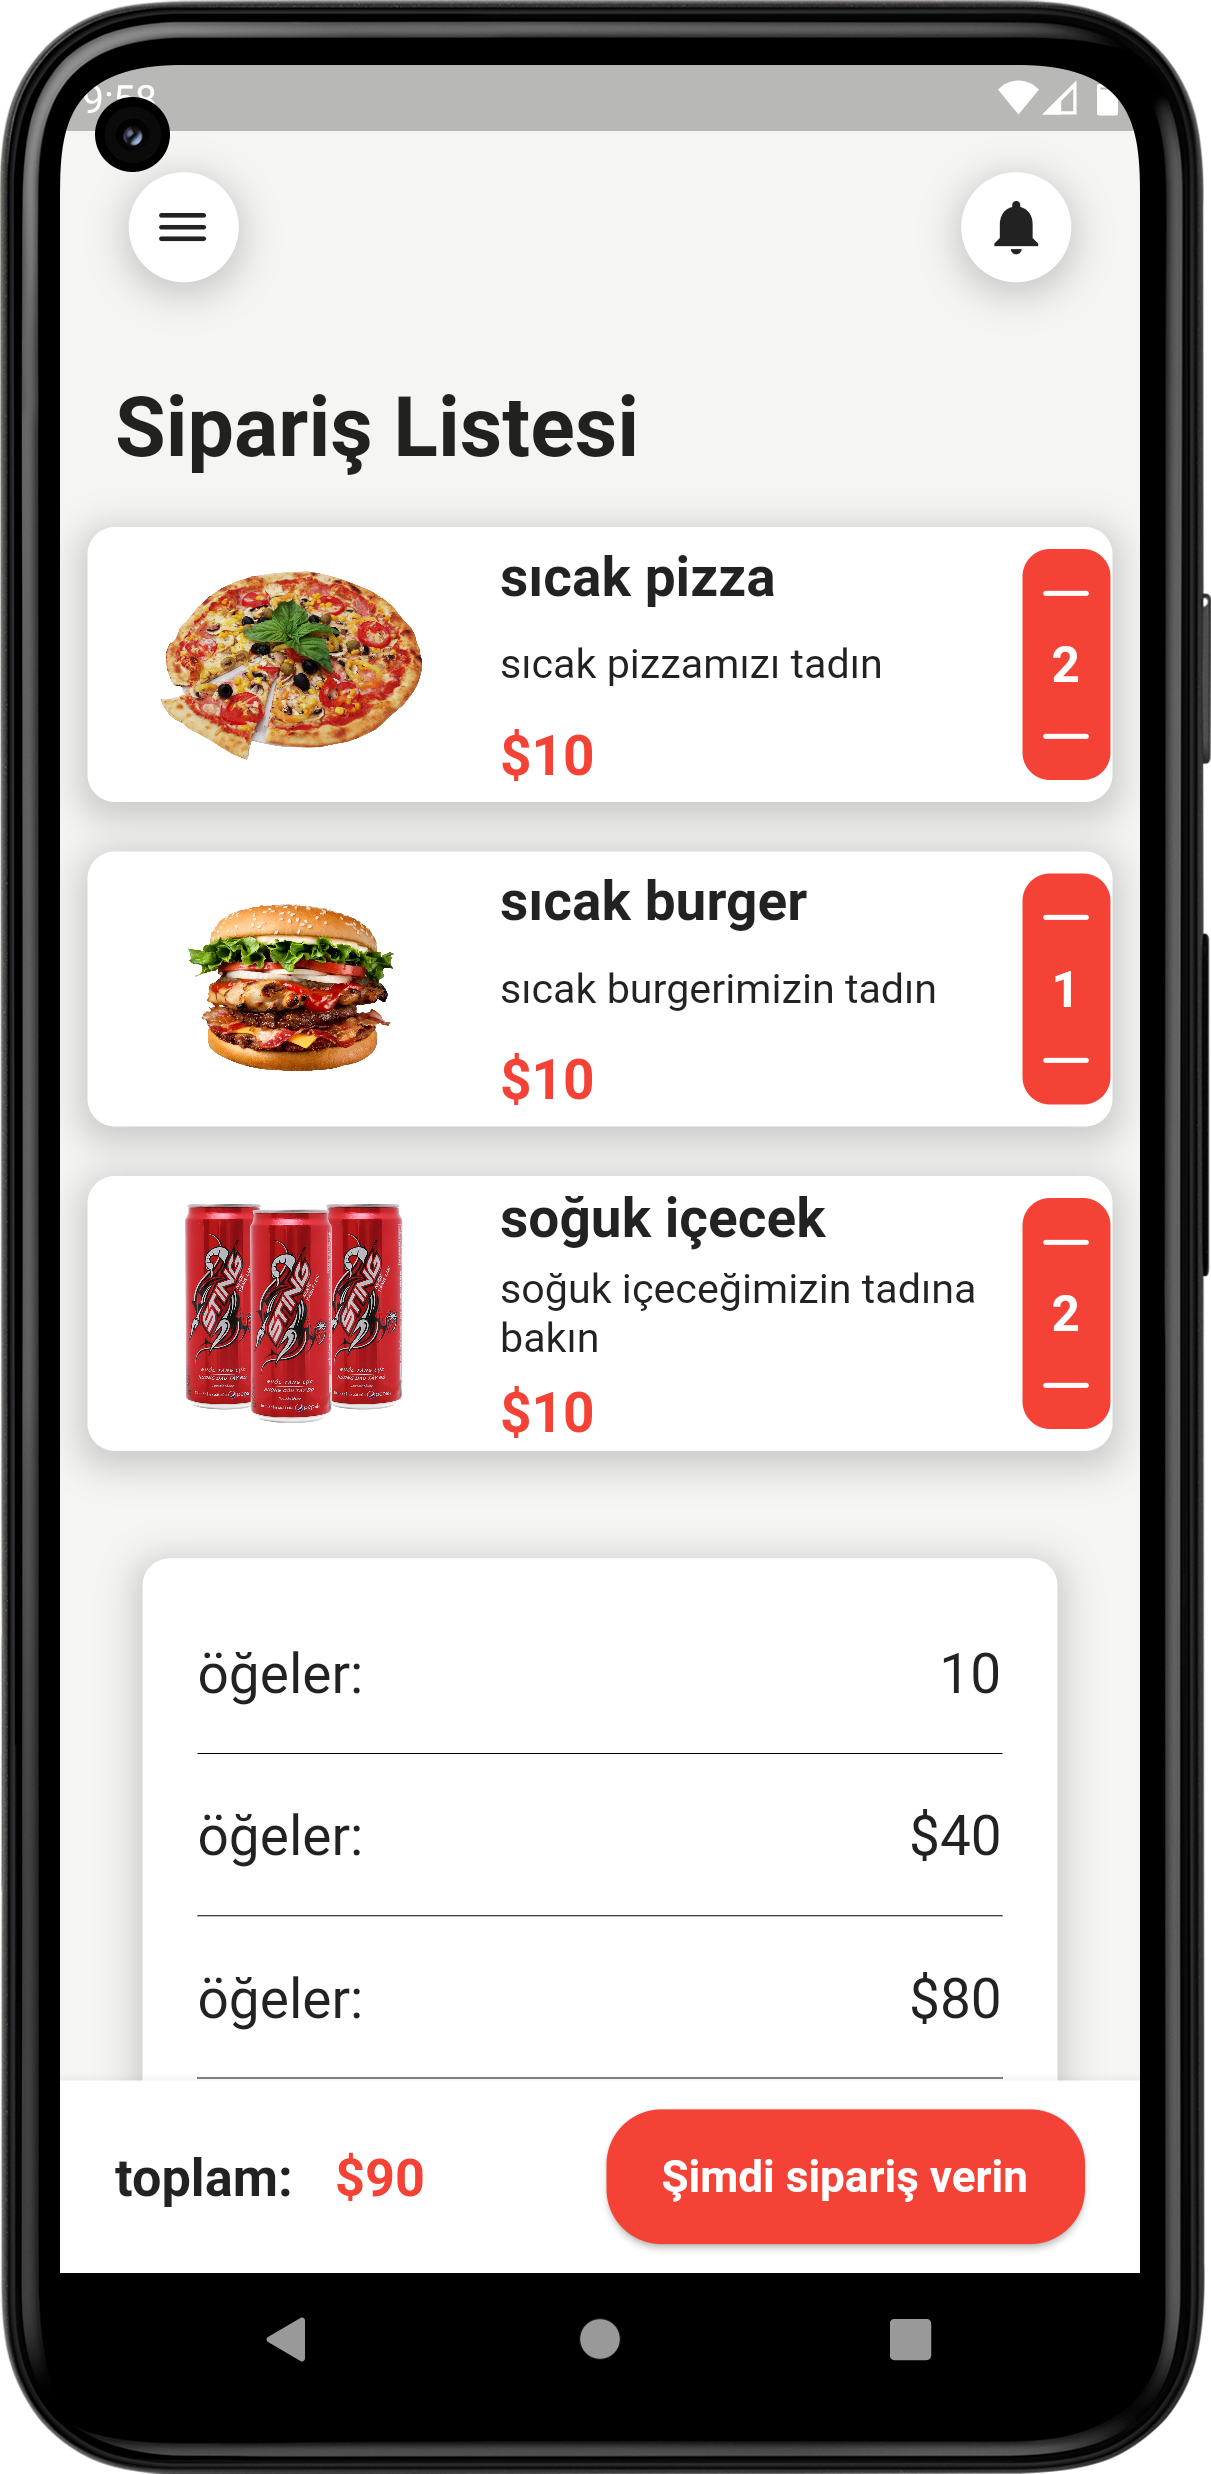 9:58
Sipariş Listesi
sıcak pizza
sıcak pizzamızı tadın
$10
2
sıcak burger
sıcak burgerimizin tadın
$10
1
STING
STING
STING
soğuk içecek
soğuk içeceğimizin tadına
bakın
$10
2
öğeler: 10
öğeler: $40
öğeler: $80
toplam: $90
Şimdi sipariş verin